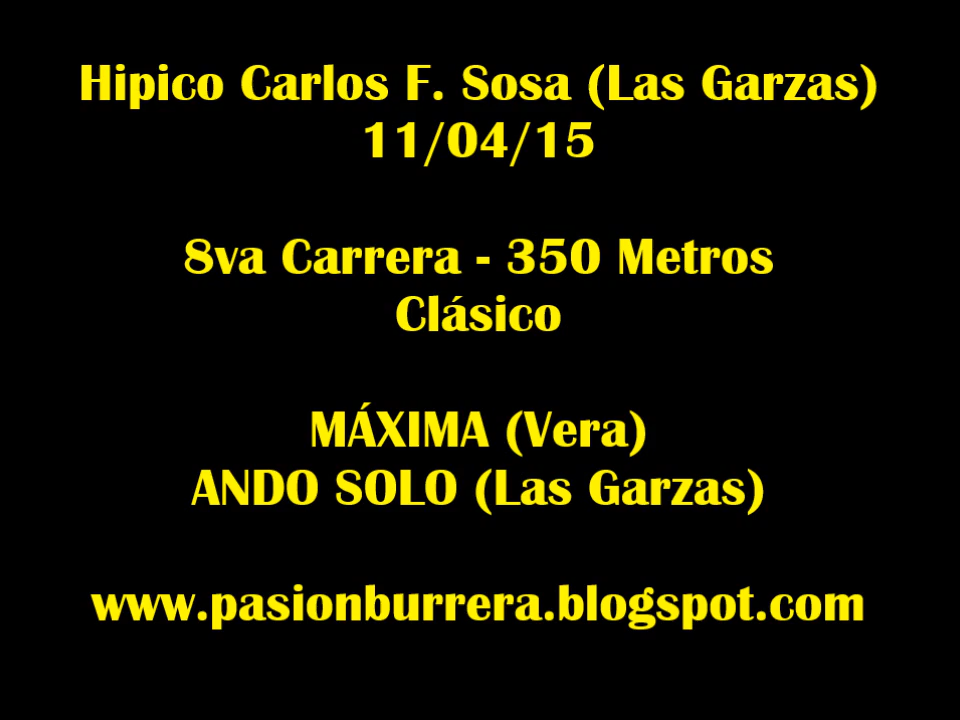 Hipico Carlos F. Sosa (Las Garzas)
11/04/15
8va Carrera - 350 Metros
Clásico
MÁXIMA (Vera)
ANDO SOLO (Las Garzas)
www.pasionburrera.blogspot.com